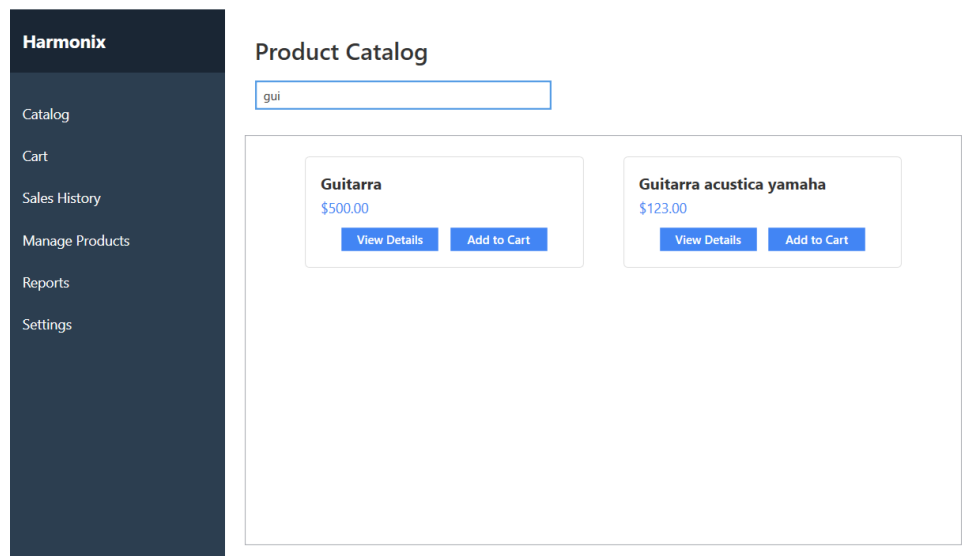 Harmonix
Catalog
Cart
Sales History
Manage Products
Reports
Settings
Product Catalog
gui
Guitarra
$500.00
View Details
Add to Cart
Guitarra acustica yamaha
$123.00
View Details
Add to Cart